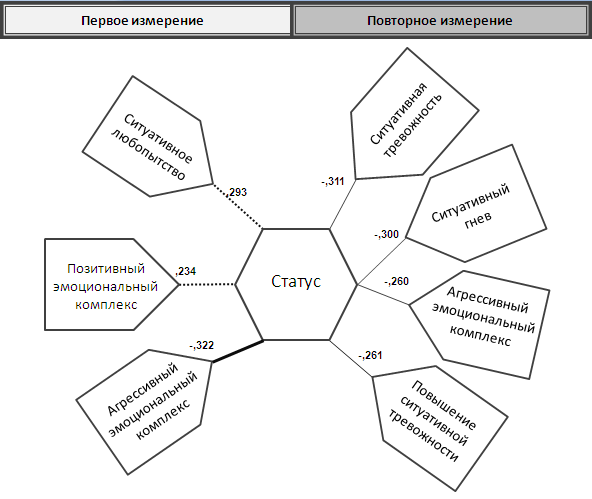 Первое измерение
Повторное измерение
Ситуативное
любопытство
,293
Позитивный
эмоциональный
комплекс
,234
Агрессивный
эмоциональный
комплекс
-,322
Статус
Ситуативная
тревожность
-,311
Ситуативный
гнев
-,300
Агрессивный
эмоциональный
комплекс
-,260
Повышение
ситуативной
тревожности
-,261